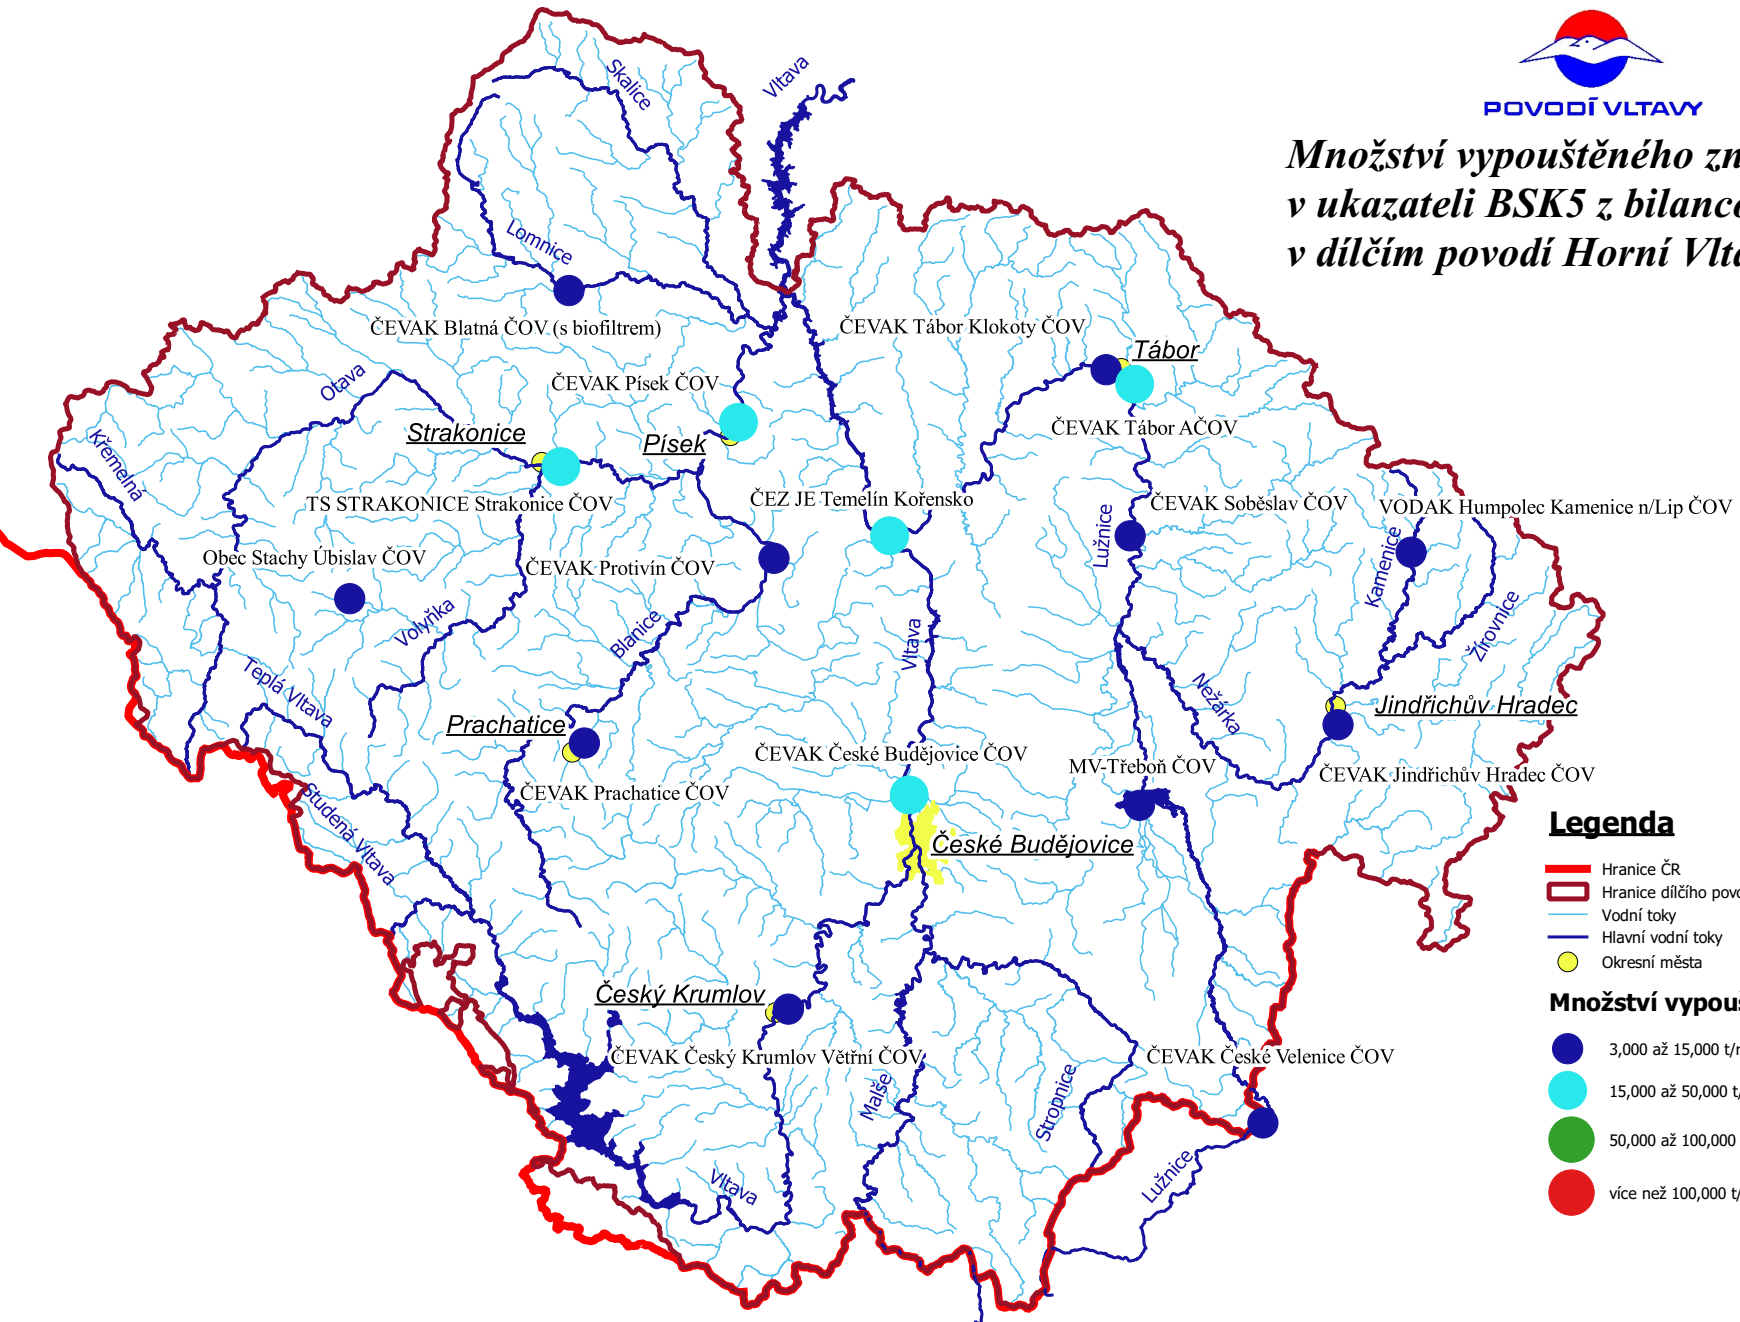 POVODÍ VLTAVY
Množství vypouštěného zn
v ukazateli BSK5 z bilanco
v dílčím povodí Horní Vlta
Skalice
Vltava
Lomnice
ČEVAK Blatná ČOV (s biofiltrem)
ČEVAK Tábor Klokoty ČOV
Tábor
Otava
ČEVAK Písek ČOV
ČEVAK Tábor AČOV
Strakonice
Písek
Křemelná
TS STRAKONICE Strakonice ČOV
ČEZ JE Temelín Kořensko
ČEVAK Soběslav ČOV
VODAK Humpolec Kamenice n/Lip ČOV
Lužnice
Kamenice
Obec Stachy Úbislav ČOV
ČEVAK Protivín ČOV
Volyňka
Blanice
Vltava
Žirovnice
Teplá Vltava
Nežárka
Prachatice
Jindřichův Hradec
ČEVAK České Budějovice ČOV
MV-Třeboň ČOV
ČEVAK Jindřichův Hradec ČOV
ČEVAK Prachatice ČOV
Studená Vltava
České Budějovice
Český Krumlov
ČEVAK Český Krumlov Větřní ČOV
ČEVAK České Velenice ČOV
Malše
Stropnice
Vltava
Lužnice
Legenda
Hranice ČR
Hranice dílčího povo
Vodní toky
Hlavní vodní toky
Okresní města
Množství vypouš
3,000 až 15,000 t/r
15,000 až 50,000 t/
50,000 až 100,000
více než 100,000 t/